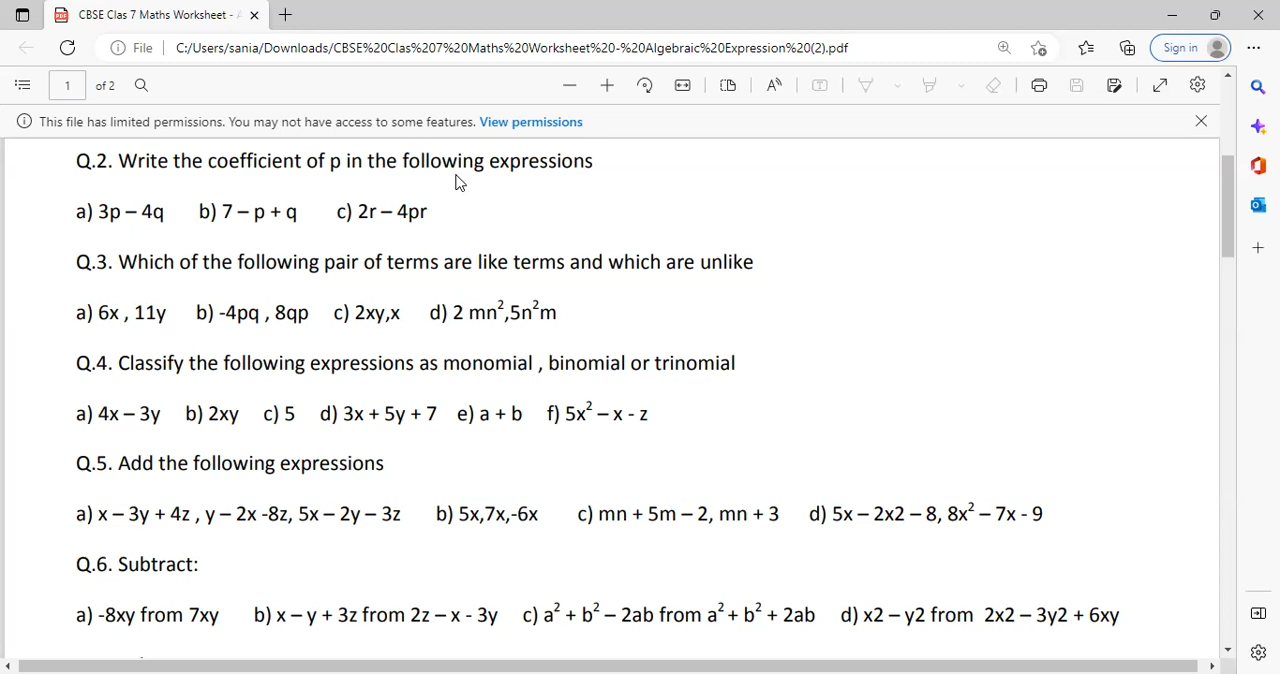 CBSE Clas 7 Maths Worksheet - A
File C:/Users/sania/Downloads/CBSE%20Clas%207%20Maths%20Worksheet%20-%20Algebraic%20Expression%20(2).pdf
Sign in
1 of 2
This file has limited permissions. You may not have access to some features. View permissions
Q.2. Write the coefficient of p in the following expressions
a) 3p – 4q b) 7 – p + q c) 2r – 4pr
Q.3. Which of the following pair of terms are like terms and which are unlike
a) 6x , 11y b) -4pq , 8qp c) 2xy,x d) 2 mn²,5n²m
Q.4. Classify the following expressions as monomial , binomial or trinomial
a) 4x – 3y b) 2xy c) 5 d) 3x + 5y + 7 e) a + b f) 5x² – x - z
Q.5. Add the following expressions
a) x – 3y + 4z , y – 2x -8z, 5x – 2y – 3z b) 5x,7x,-6x c) mn + 5m – 2, mn + 3 d) 5x – 2x2 – 8, 8x² – 7x - 9
Q.6. Subtract:
a) -8xy from 7xy b) x – y + 3z from 2z – x - 3y c) a² + b² – 2ab from a² + b² + 2ab d) x2 – y2 from 2x2 – 3y2 + 6xy